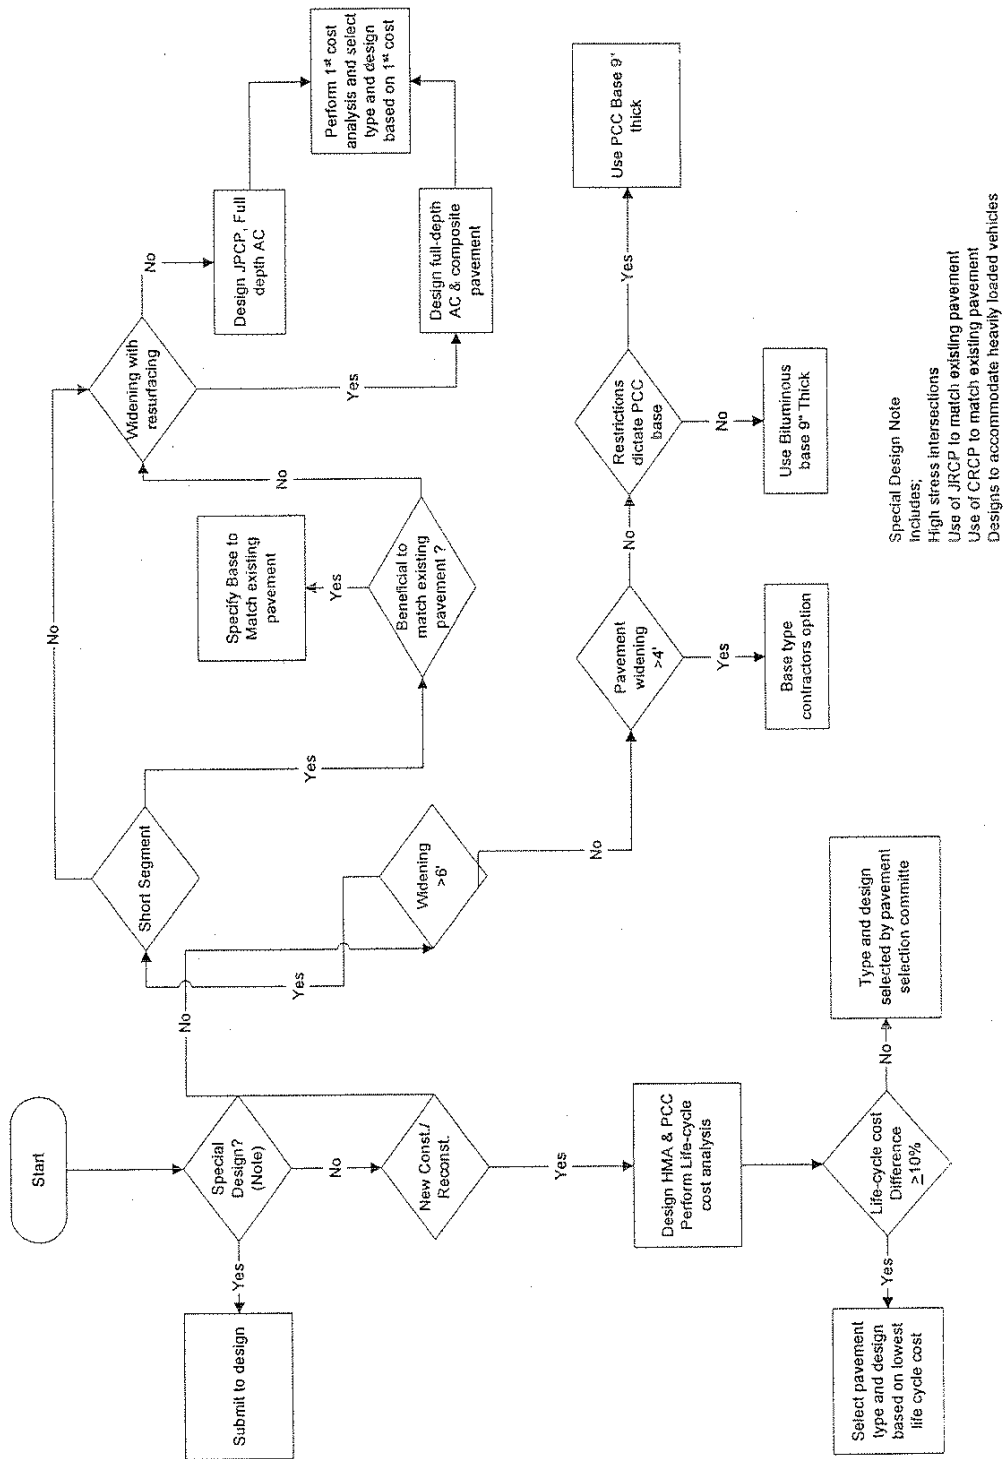 Start
Special
Design?
(Note)
Yes
Submit to design
No
New Const./
Reconst.
No
Yes
Design HMA & PCC
Perform Life-cycle
cost analysis
Life-cycle cost
Difference
≥10%
Yes
Select pavement
type and design
based on lowest
life cycle cost
No
Type and design
selected by pavement
selection committe
Widening
>6'
Yes
No
Short Segment
No
Yes
Beneficial to
match existing
pavement ?
Yes
Specify Base to
Match existing
pavement
No
Widening with
resurfacing
No
Design JPCP, Full
depth AC
Yes
Design full-depth
AC & composite
pavement
Perform 1st cost
analysis and select
type and design
based on 1st cost
Pavement
widening
>4'
Yes
Base type
contractors option
No
Restrictions
dictate PCC
base
No
Use Bituminous
base 9" Thick
Yes
Use PCC Base 9"
thick
Special Design Note
Includes;
High stress intersections
Use of JRCP to match existing pavement
Use of CRCP to match existing pavement
Designs to accommodate heavily loaded vehicles